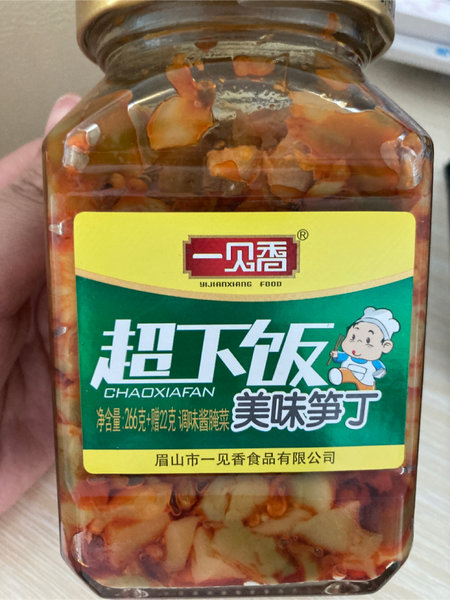 一见香®
YIJIANXIANG FOOD
超下饭
CHAOXIAFAN
净含量:266克+赠22克 调味酱腌菜
美味笋丁
眉山市一见香食品有限公司